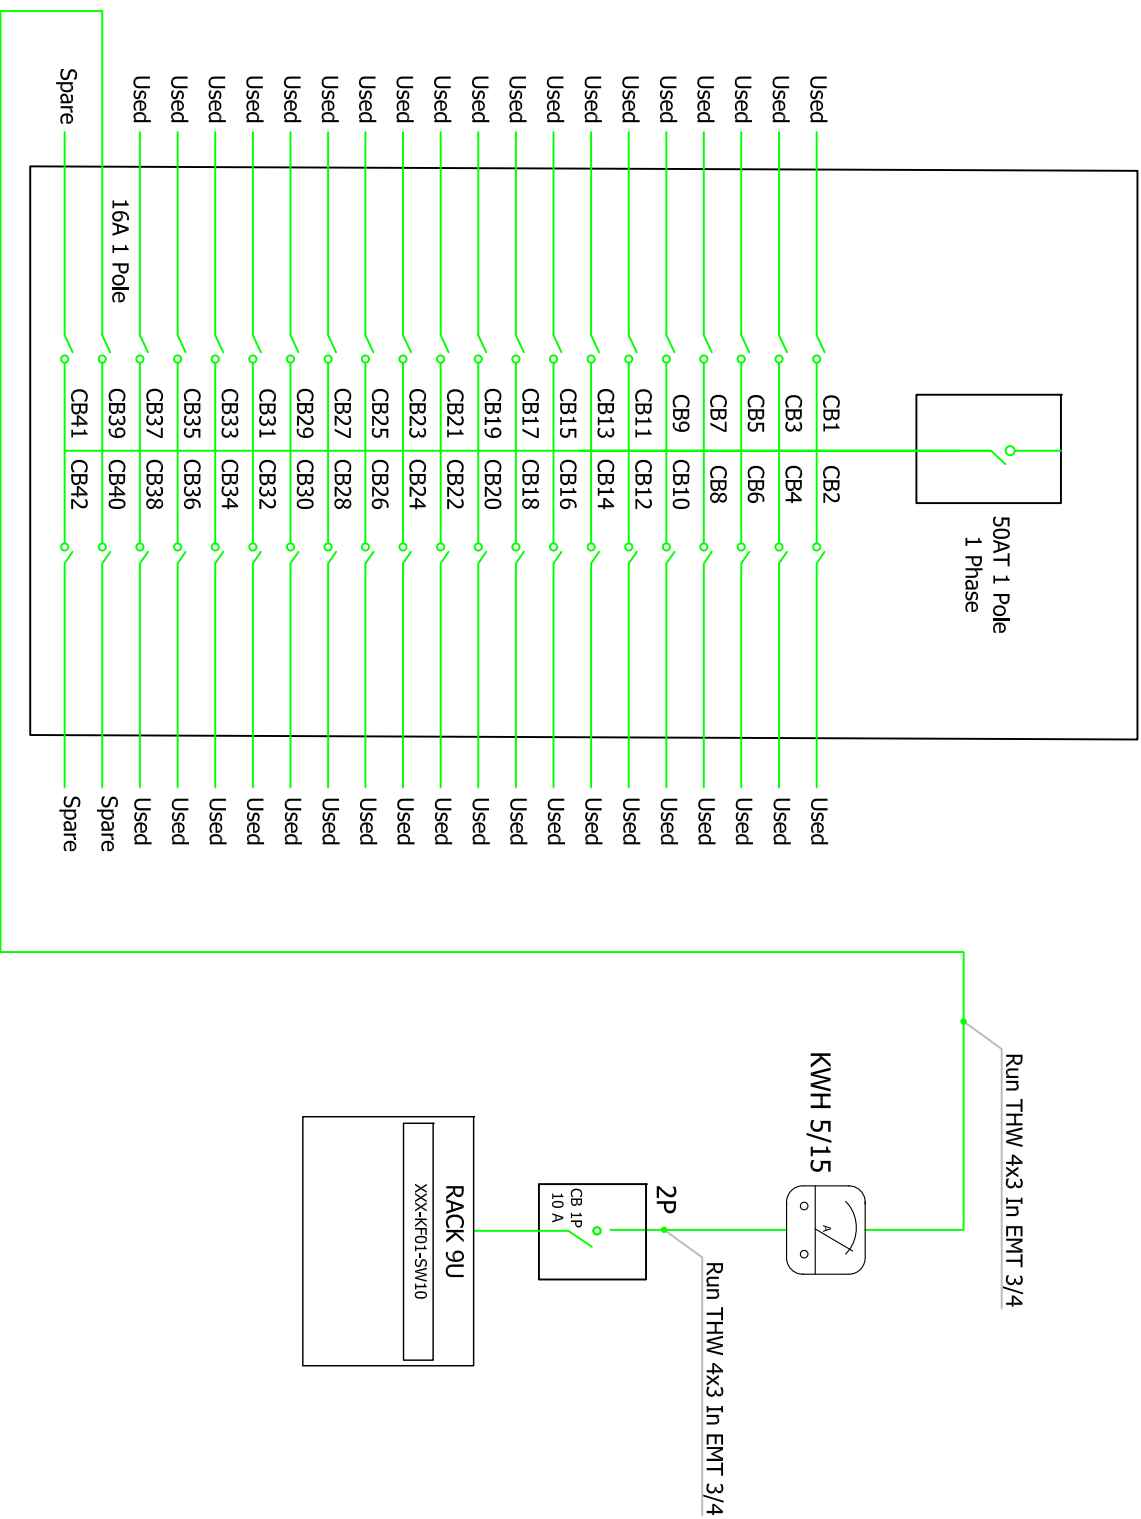 50AT 1 Pole
1 Phase
Used CB1 CB2 Used
Used CB3 CB4 Used
Used CB5 CB6 Used
Used CB7 CB8 Used
Used CB9 CB10 Used
Used CB11 CB12 Used
Used CB13 CB14 Used
Used CB15 CB16 Used
Used CB17 CB18 Used
Used CB19 CB20 Used
Used CB21 CB22 Used
Used CB23 CB24 Used
Used CB25 CB26 Used
Used CB27 CB28 Used
Used CB29 CB30 Used
Used CB31 CB32 Used
Used CB33 CB34 Used
Used CB35 CB36 Used
Used CB37 CB38 Used
16A 1 Pole
CB39 CB40 Spare
Spare CB41 CB42 Spare
Run THW 4x3 In EMT 3/4
KWH 5/15
A
Run THW 4x3 In EMT 3/4
2P
CB 1P
10 A
RACK 9U
XXX-KF01-SW10